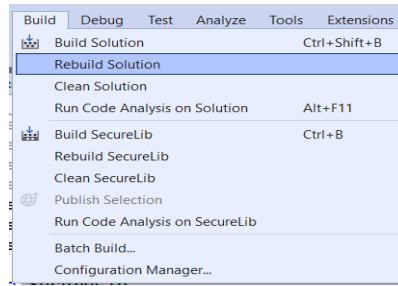 Build Debug Test Analyze Tools Extensions
Build Solution Ctrl+Shift+B
Rebuild Solution
Clean Solution
Run Code Analysis on Solution Alt+F11
Build SecureLib Ctrl+B
Rebuild SecureLib
Clean SecureLib
Publish Selection
Run Code Analysis on SecureLib
Batch Build...
Configuration Manager...